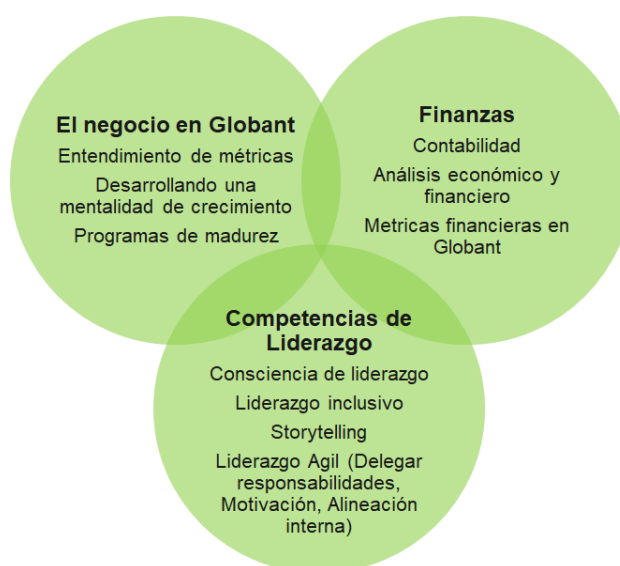 El negocio en Globant
Entendimiento de métricas
Desarrollando una
mentalidad de crecimiento
Programas de madurez
Finanzas
Contabilidad
Análisis económico y
financiero
Metricas financieras en
Globant
Competencias de
Liderazgo
Consciencia de liderazgo
Liderazgo inclusivo
Storytelling
Liderazgo Agil (Delegar
responsabilidades,
Motivación, Alineación
interna)